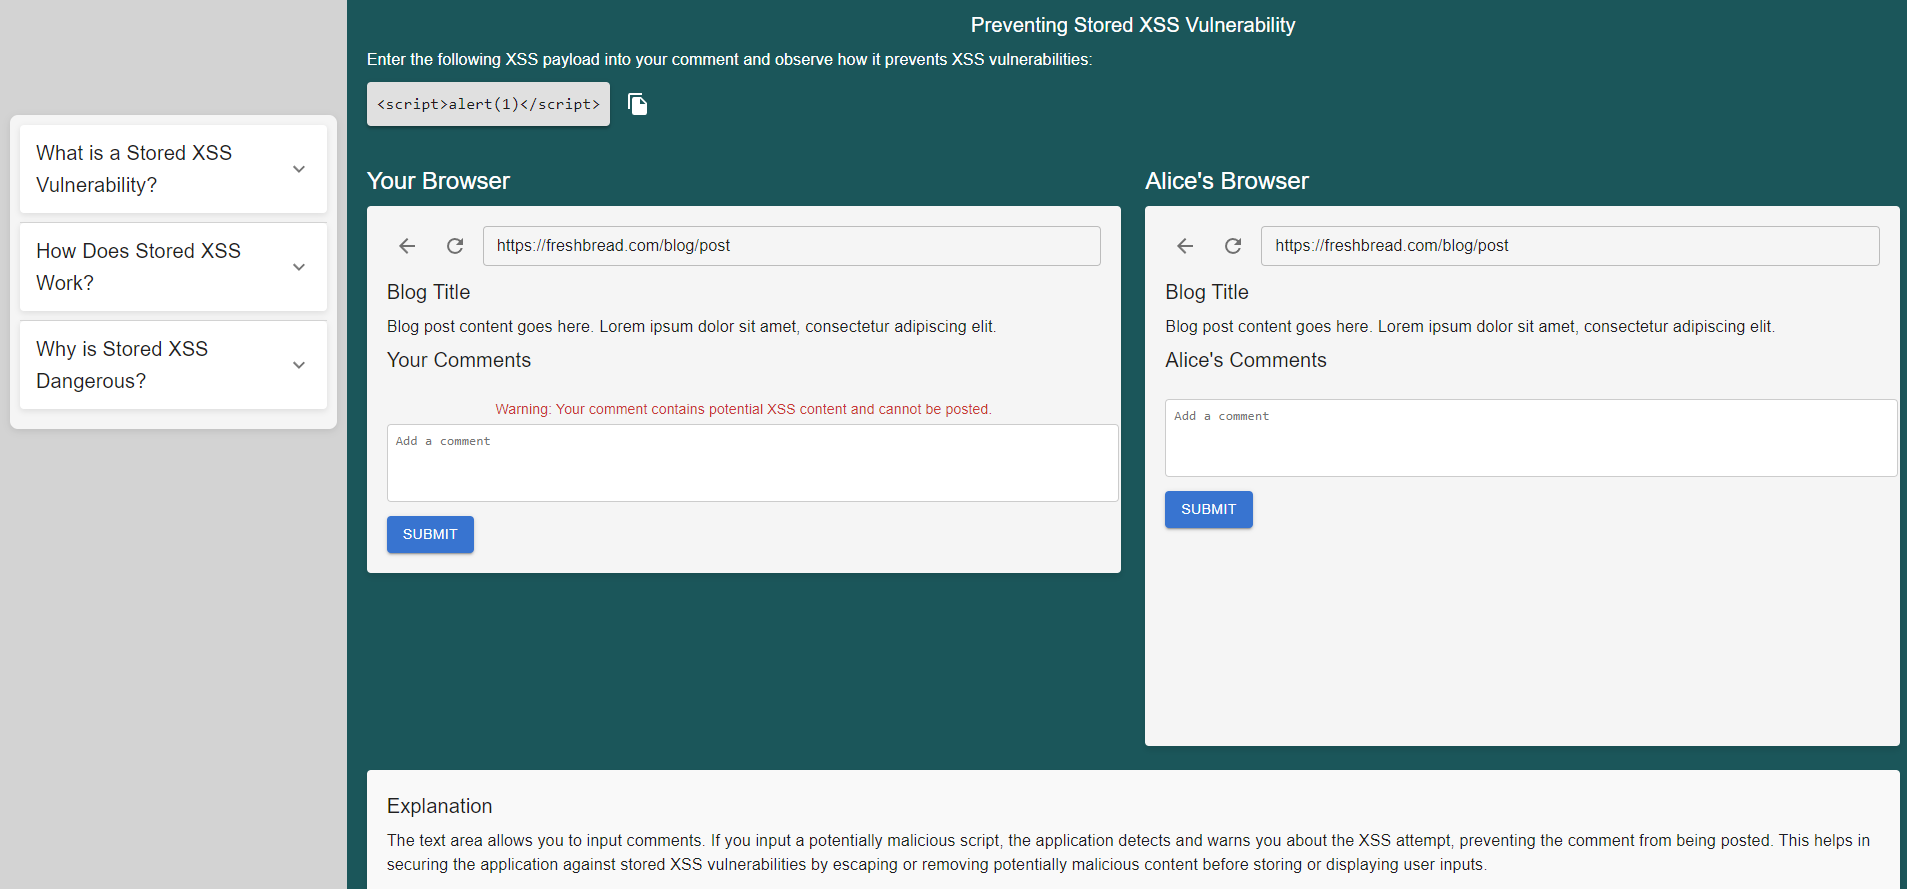 What is a Stored XSS
Vulnerability?
How Does Stored XSS
Work?
Why is Stored XSS
Dangerous?
Preventing Stored XSS Vulnerability
Enter the following XSS payload into your comment and observe how it prevents XSS vulnerabilities:
<script>alert(1)</script>
Your Browser
https://freshbread.com/blog/post
Blog Title
Blog post content goes here. Lorem ipsum dolor sit amet, consectetur adipiscing elit.
Your Comments
Warning: Your comment contains potential XSS content and cannot be posted.
Add a comment
SUBMIT
Alice's Browser
https://freshbread.com/blog/post
Blog Title
Blog post content goes here. Lorem ipsum dolor sit amet, consectetur adipiscing elit.
Alice's Comments
Add a comment
SUBMIT
Explanation
The text area allows you to input comments. If you input a potentially malicious script, the application detects and warns you about the XSS attempt, preventing the comment from being posted. This helps in
securing the application against stored XSS vulnerabilities by escaping or removing potentially malicious content before storing or displaying user inputs.